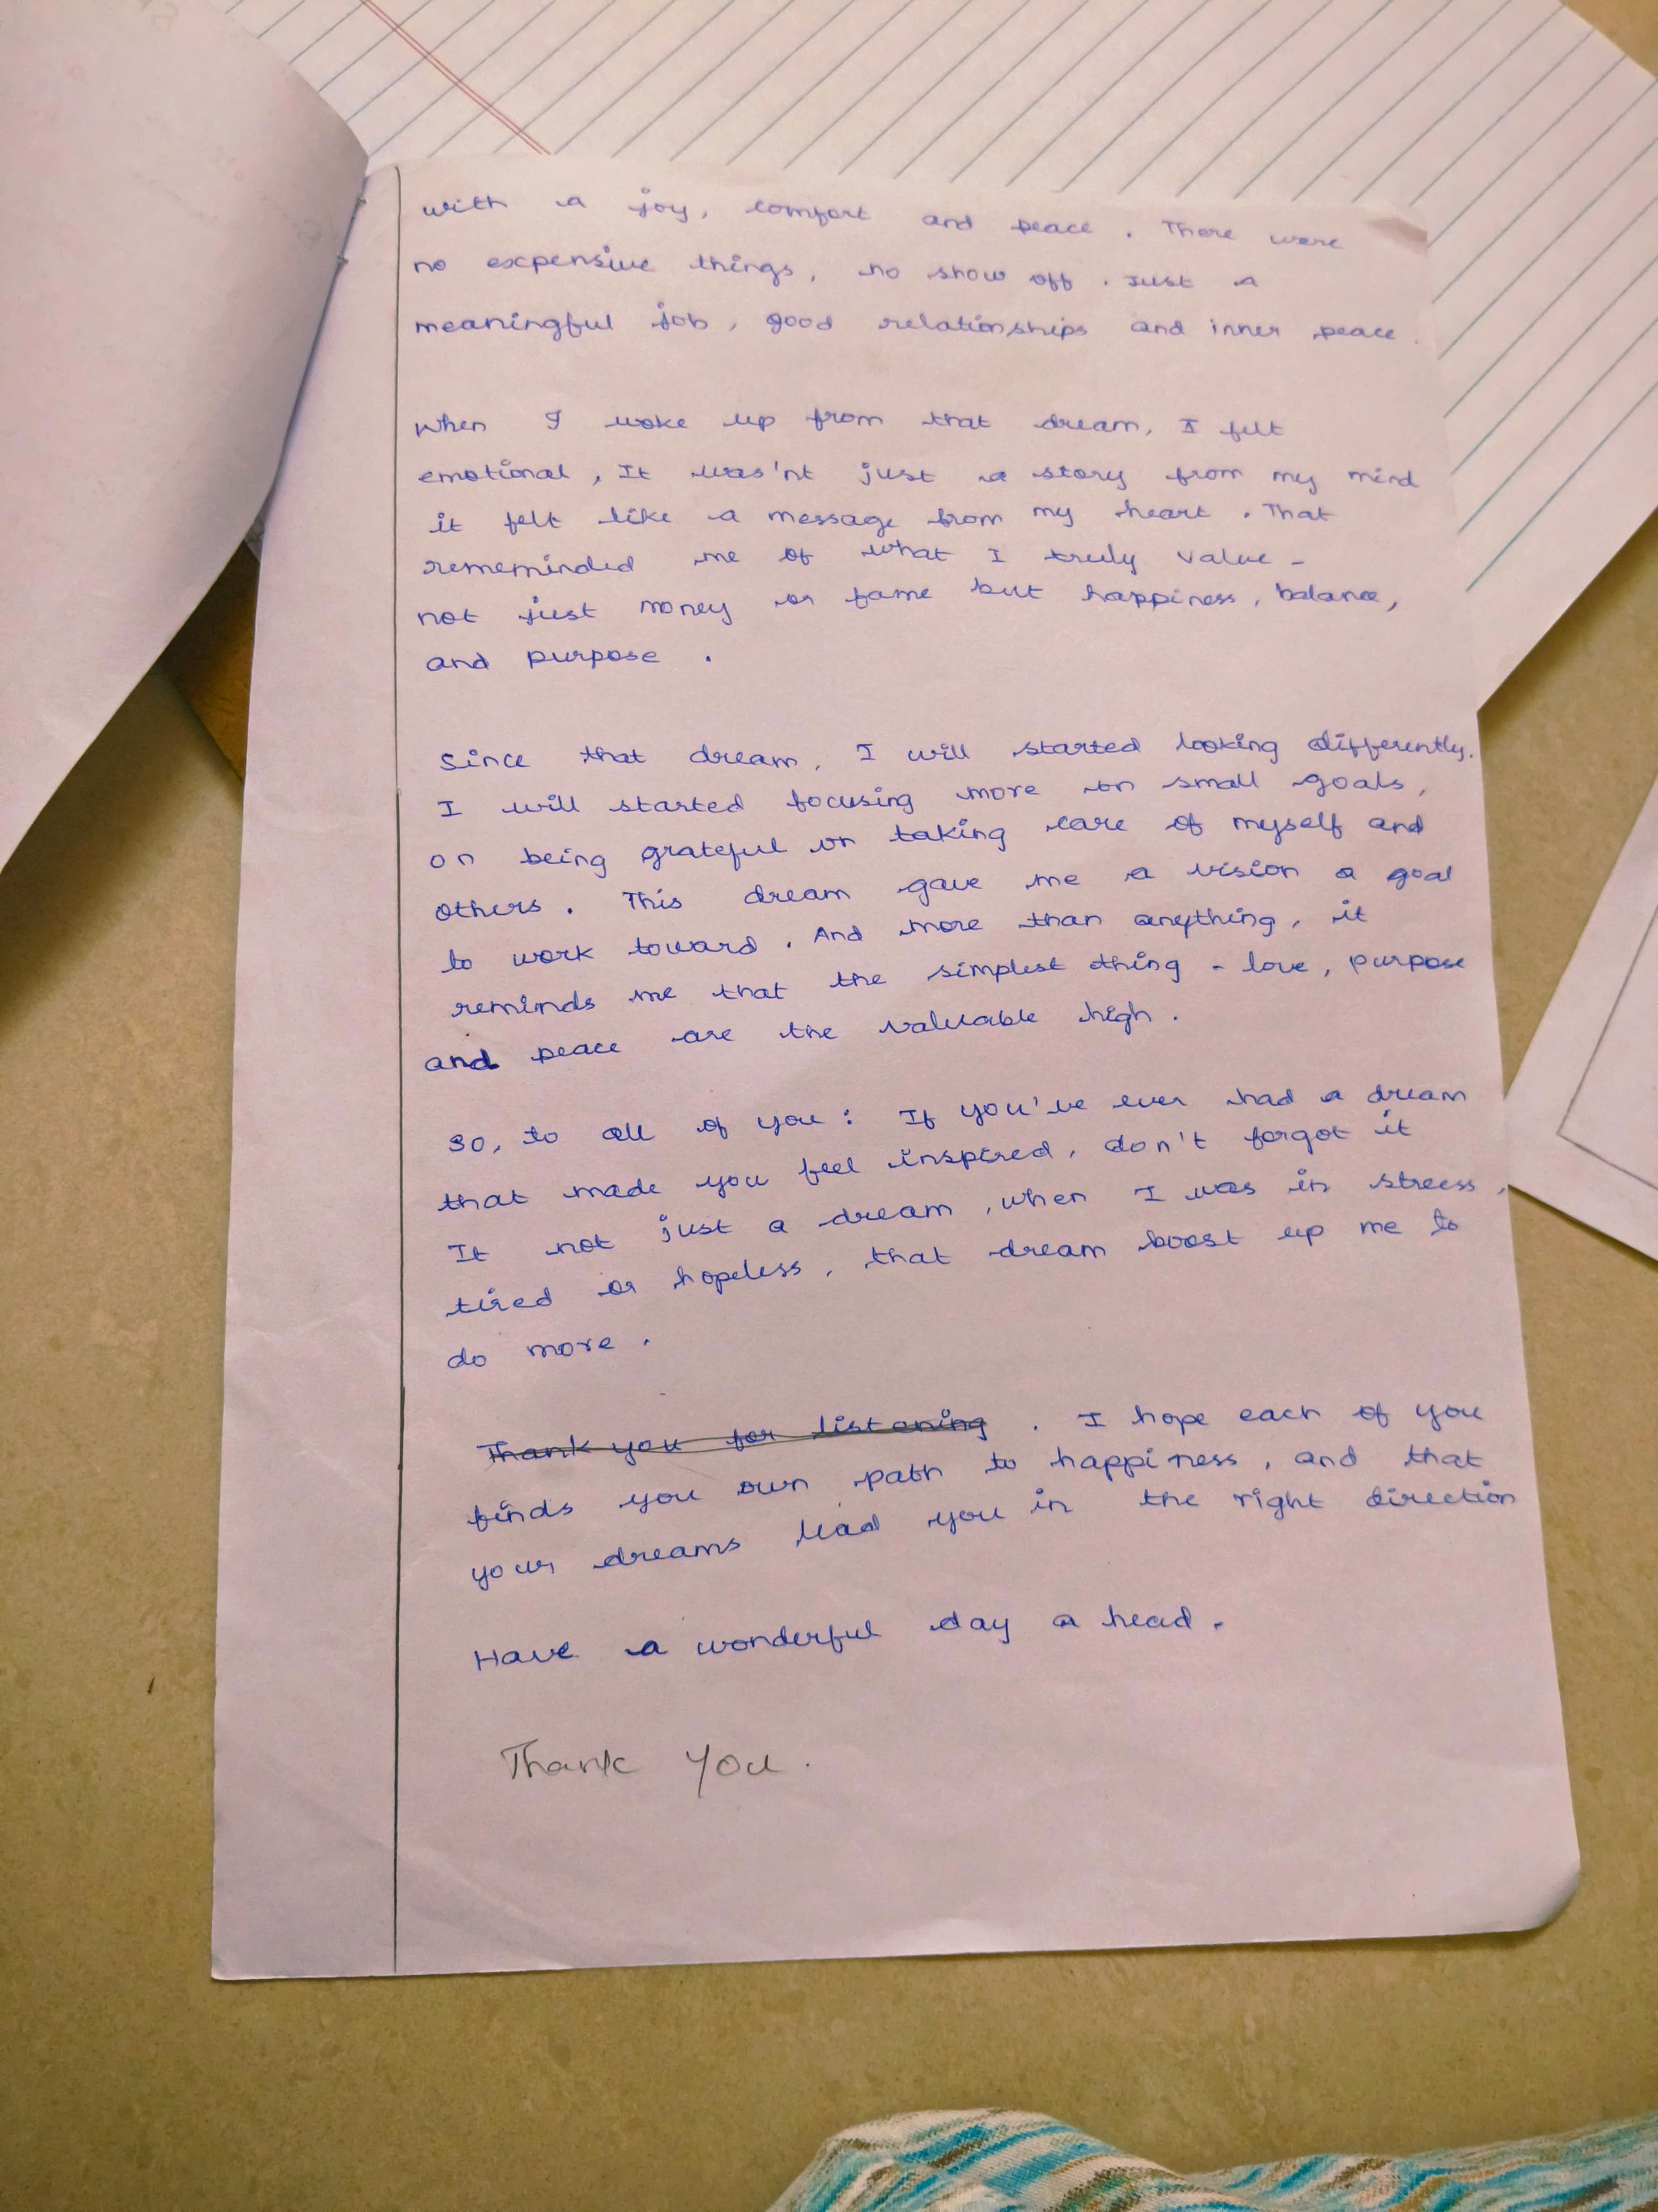 with a joy, comfort and peace. There were
no expensive things, no show off. Just a
meaningful job, good relationships and inner peace.
When I woke up from that dream, I felt
emotional, It was'nt just a story from my mind
it felt like a message from my heart. That
rememinded me of what I truly value -
not just money or fame but happiness, balance,
and purpose.
Since that dream, I will started looking differently.
I will started focusing more on small goals,
on being grateful on taking care of myself and
others. This dream gave me a vision a goal
to work toward. And more than anything, it
reminds me that the simplest thing - love, purpose
and peace are the valuable high.
So, to all of you: If you've ever had a dream
that made you feel inspired, don't forgot it
It not just a dream, when I was in streess,
tired or hopeless, that dream boost up me to
do more.
Thank you for listening. I hope each of you
finds you own path to happiness, and that
your dreams lead you in the right direction
Have a wonderful day a head.
Thank You.